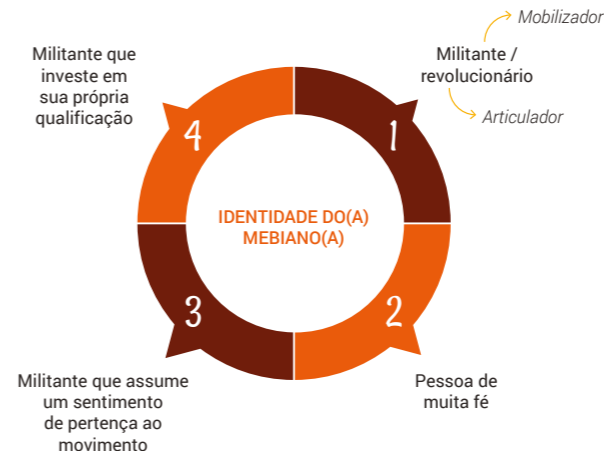 IDENTIDADE DO(A)
MEBIANO(A)
1
Militante /
revolucionário
Mobilizador
Articulador
2
Pessoa de
muita fé
3
Militante que assume
um sentimento
de pertença ao
movimento
4
Militante que
investe em
sua própria
qualificação